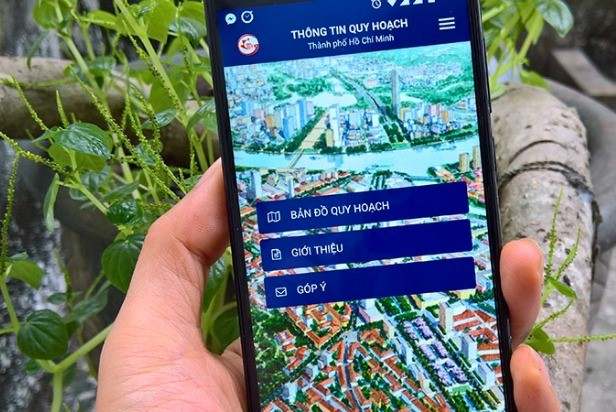 THÔNG TIN QUY HOẠCH
Thành phố Hồ Chí Minh
BẢN ĐỒ QUY HOẠCH
GIỚI THIỆU
GÓP Ý